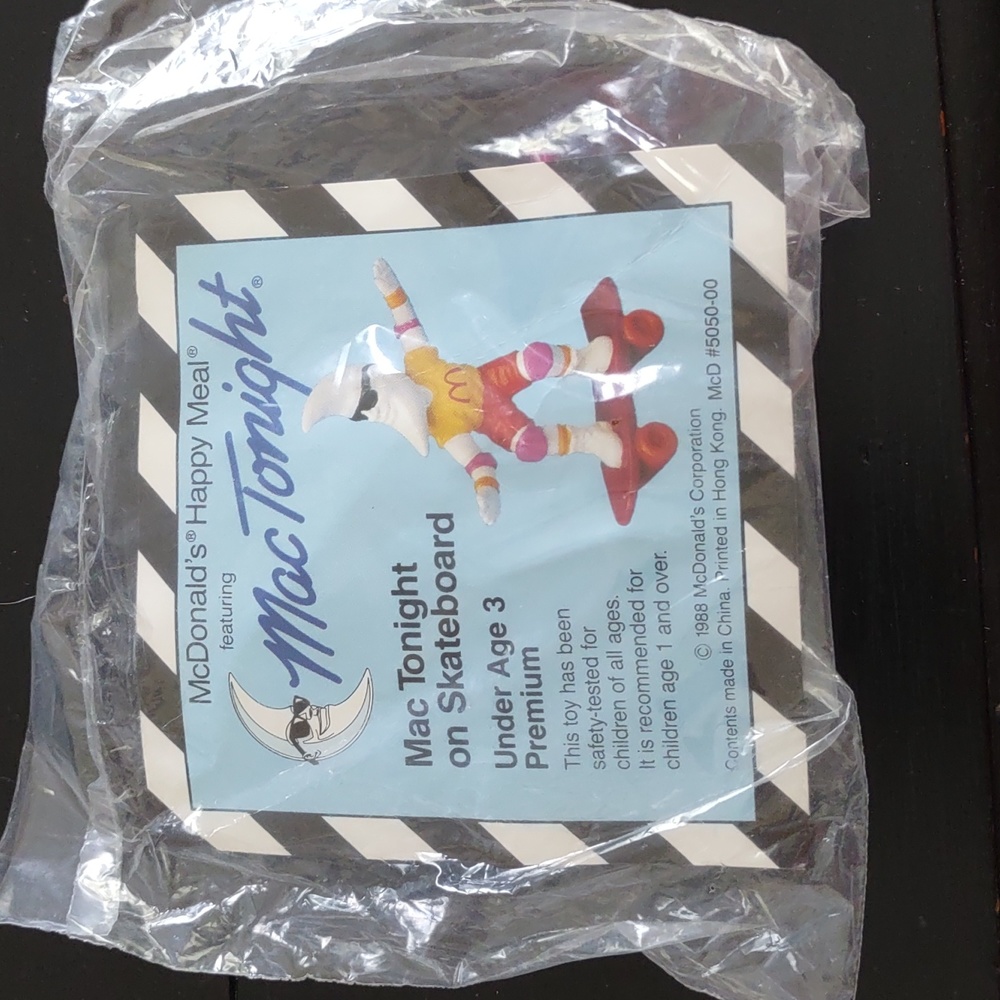 McDonald's® Happy Meal®
featuring
Mac Tonight®
Mac Tonight
on Skateboard
Under Age 3
Premium
This toy has been
safety-tested for
children of all ages.
It is recommended for
children age 1 and over.
© 1988 McDonald's Corporation
Contents made in China. Printed in Hong Kong. McD #5050-00